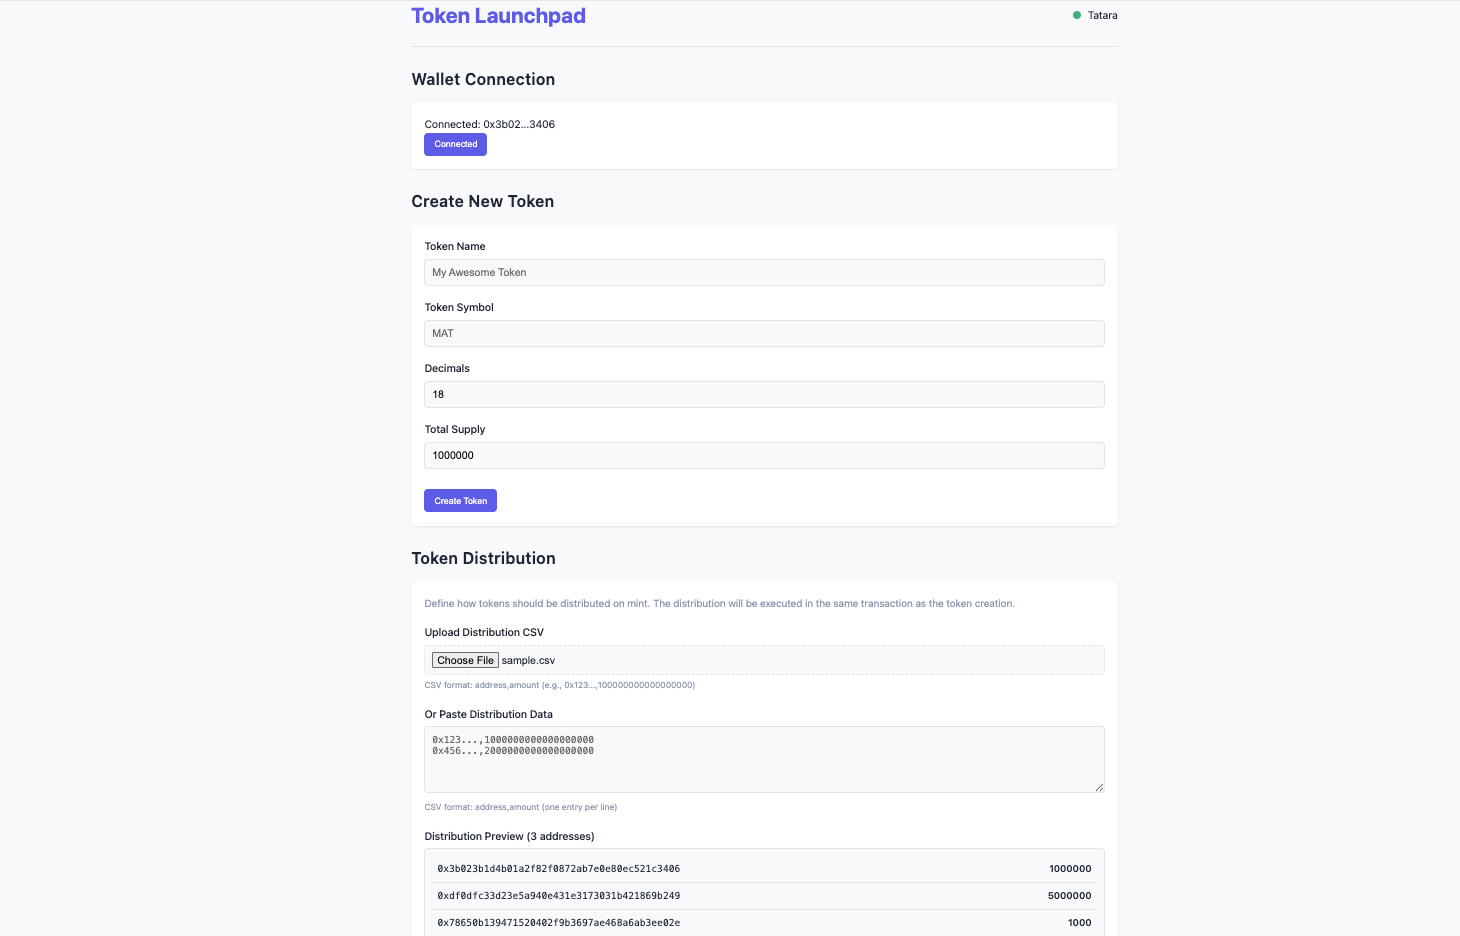 Token Launchpad
Tatara
Wallet Connection
Connected: 0x3b02...3406
Connected
Create New Token
Token Name
My Awesome Token
Token Symbol
MAT
Decimals
18
Total Supply
1000000
Create Token
Token Distribution
Define how tokens should be distributed on mint. The distribution will be executed in the same transaction as the token creation.
Upload Distribution CSV
Choose File sample.csv
CSV format: address,amount (e.g., 0x123...,100000000000000000)
Or Paste Distribution Data
0x123...,1000000000000000000
0x456...,2000000000000000000
CSV format: address,amount (one entry per line)
Distribution Preview (3 addresses)
0x3b023b1d4b01a2f82f0872ab7e0e80ec521c3406 1000000
0xdf0dfc33d23e5a940e431e3173031b421869b249 5000000
0x78650b139471520402f9b3697ae468a6ab3ee02e 1000